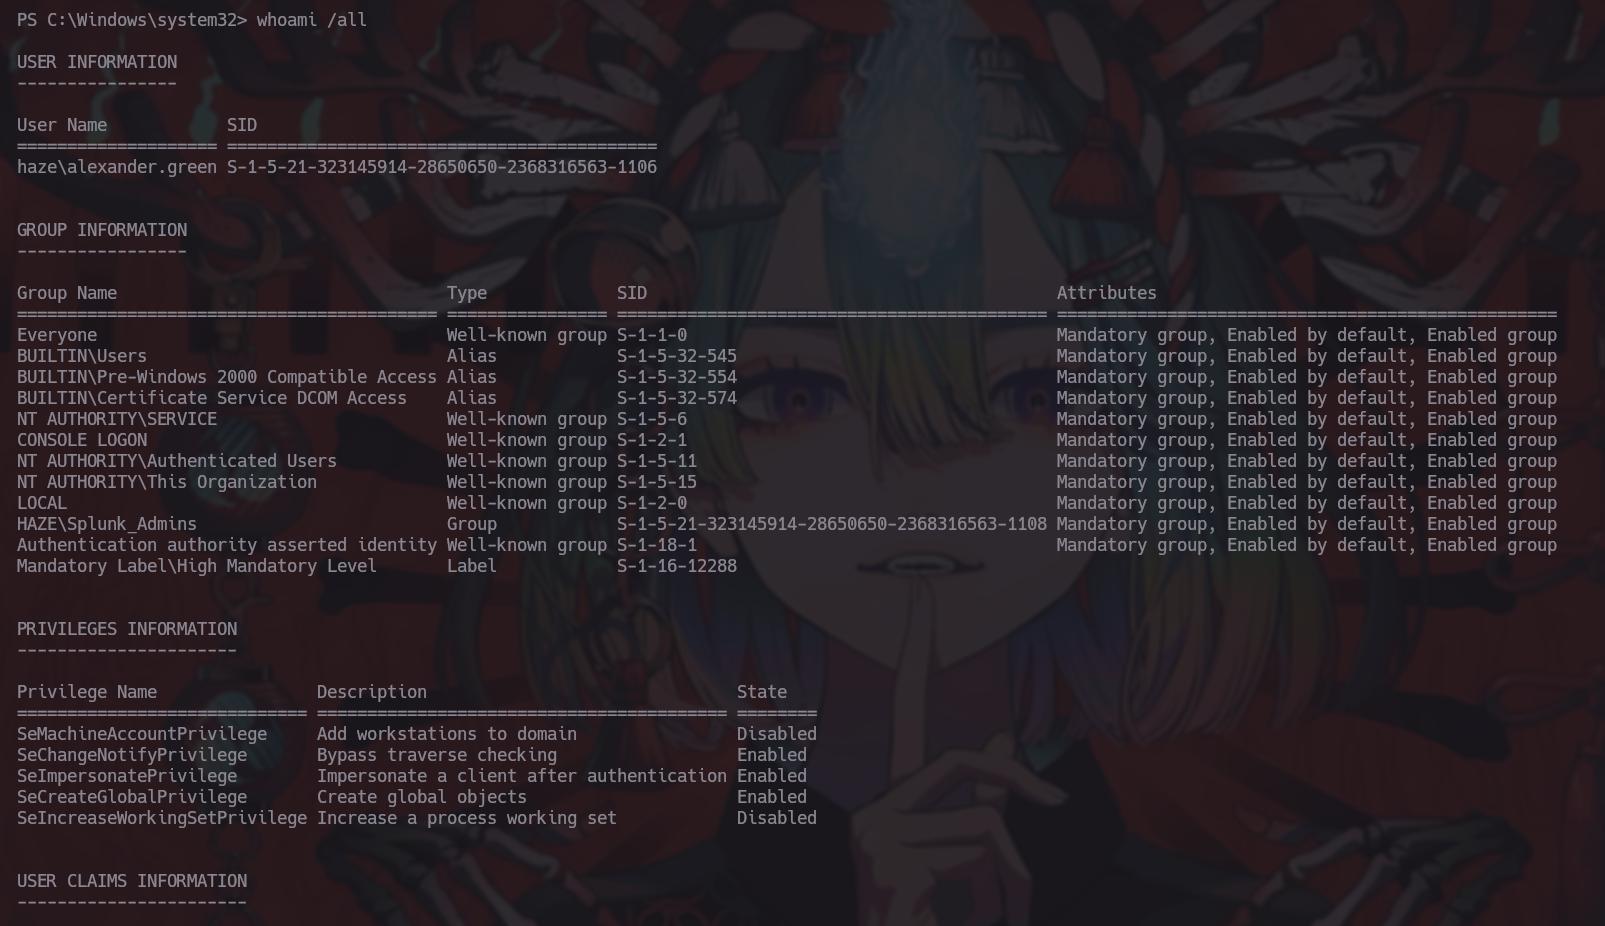 PS C:\Windows\system32> whoami /all
USER INFORMATION
----------------
User Name            SID
==================== ===========================================
haze\alexander.green S-1-5-21-323145914-28650650-2368316563-1106
GROUP INFORMATION
-----------------
Group Name                                 Type             SID                                         Attributes
========================================== ================ =========================================== ==================================================
Everyone                                   Well-known group S-1-1-0                                     Mandatory group, Enabled by default, Enabled group
BUILTIN\Users                              Alias            S-1-5-32-545                                Mandatory group, Enabled by default, Enabled group
BUILTIN\Pre-Windows 2000 Compatible Access Alias            S-1-5-32-554                                Mandatory group, Enabled by default, Enabled group
BUILTIN\Certificate Service DCOM Access    Alias            S-1-5-32-574                                Mandatory group, Enabled by default, Enabled group
NT AUTHORITY\SERVICE                       Well-known group S-1-5-6                                     Mandatory group, Enabled by default, Enabled group
CONSOLE LOGON                              Well-known group S-1-2-1                                     Mandatory group, Enabled by default, Enabled group
NT AUTHORITY\Authenticated Users           Well-known group S-1-5-11                                    Mandatory group, Enabled by default, Enabled group
NT AUTHORITY\This Organization             Well-known group S-1-5-15                                    Mandatory group, Enabled by default, Enabled group
LOCAL                                      Well-known group S-1-2-0                                     Mandatory group, Enabled by default, Enabled group
HAZE\Splunk_Admins                         Group            S-1-5-21-323145914-28650650-2368316563-1108 Mandatory group, Enabled by default, Enabled group
Authentication authority asserted identity Well-known group S-1-18-1                                    Mandatory group, Enabled by default, Enabled group
Mandatory Label\High Mandatory Level       Label            S-1-16-12288
PRIVILEGES INFORMATION
----------------------
Privilege Name                Description                               State
============================= ========================================= ========
SeMachineAccountPrivilege     Add workstations to domain                Disabled
SeChangeNotifyPrivilege       Bypass traverse checking                  Enabled
SeImpersonatePrivilege        Impersonate a client after authentication Enabled
SeCreateGlobalPrivilege       Create global objects                     Enabled
SeIncreaseWorkingSetPrivilege Increase a process working set            Disabled
USER CLAIMS INFORMATION
-----------------------